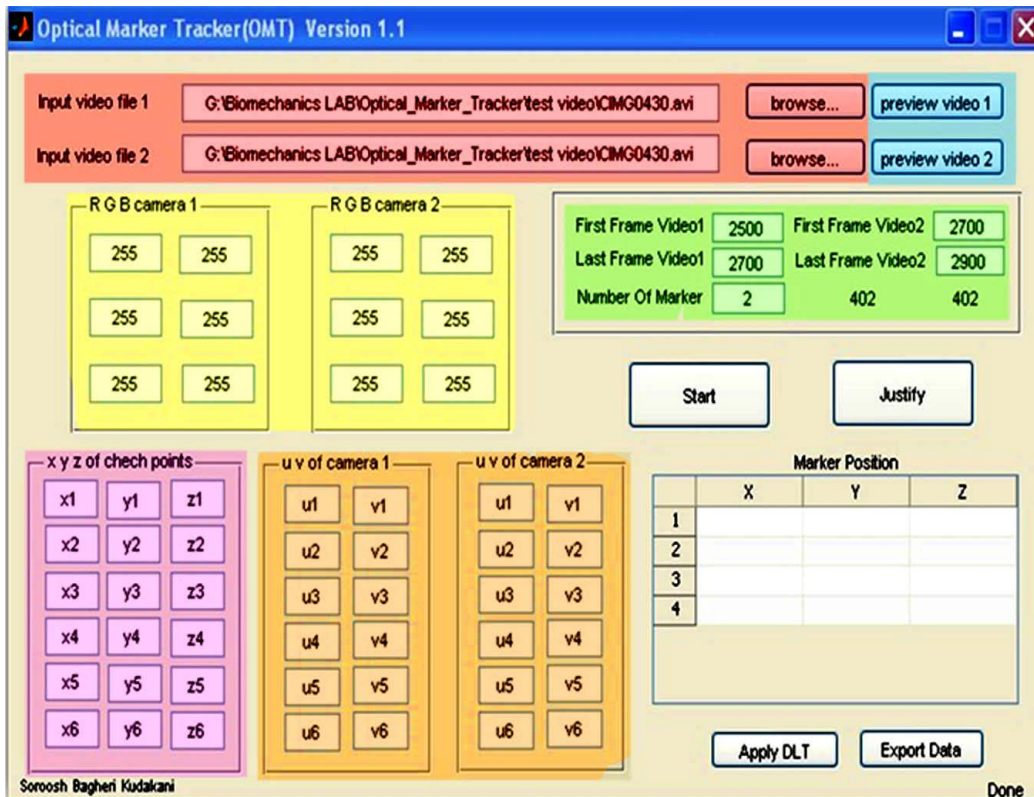 Optical Marker Tracker(OMT) Version 1.1
Input video file 1 G:\Biomechanics LAB\Optical_Marker_Tracker\test video\CIMG0430.avi browse... preview video 1
Input video file 2 G:\Biomechanics LAB\Optical_Marker_Tracker\test video\CIMG0430.avi browse... preview video 2
R G B camera 1
255 255
255 255
255 255
R G B camera 2
255 255
255 255
255 255
First Frame Video1 2500 First Frame Video2 2700
Last Frame Video1 2700 Last Frame Video2 2900
Number Of Marker 2 402 402
Start Justify
x y z of chech points
x1 y1 z1
x2 y2 z2
x3 y3 z3
x4 y4 z4
x5 y5 z5
x6 y6 z6
u v of camera 1
u1 v1
u2 v2
u3 v3
u4 v4
u5 v5
u6 v6
u v of camera 2
u1 v1
u2 v2
u3 v3
u4 v4
u5 v5
u6 v6
Marker Position
X Y Z
1
2
3
4
Apply DLT Export Data
Soroosh Bagheri Kudakani
Done